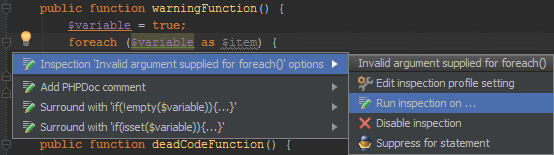 public function warningFunction() {
$variable = true;
foreach ($variable as $item) {
Inspection 'Invalid argument supplied for foreach()' options
Add PHPDoc comment
Surround with 'if(!empty($variable)){...}'
Surround with 'if(isset($variable)){...}'
public function deadCodeFunction() {
Invalid argument supplied for foreach()
Edit inspection profile setting
Run inspection on ...
Disable inspection
Suppress for statement